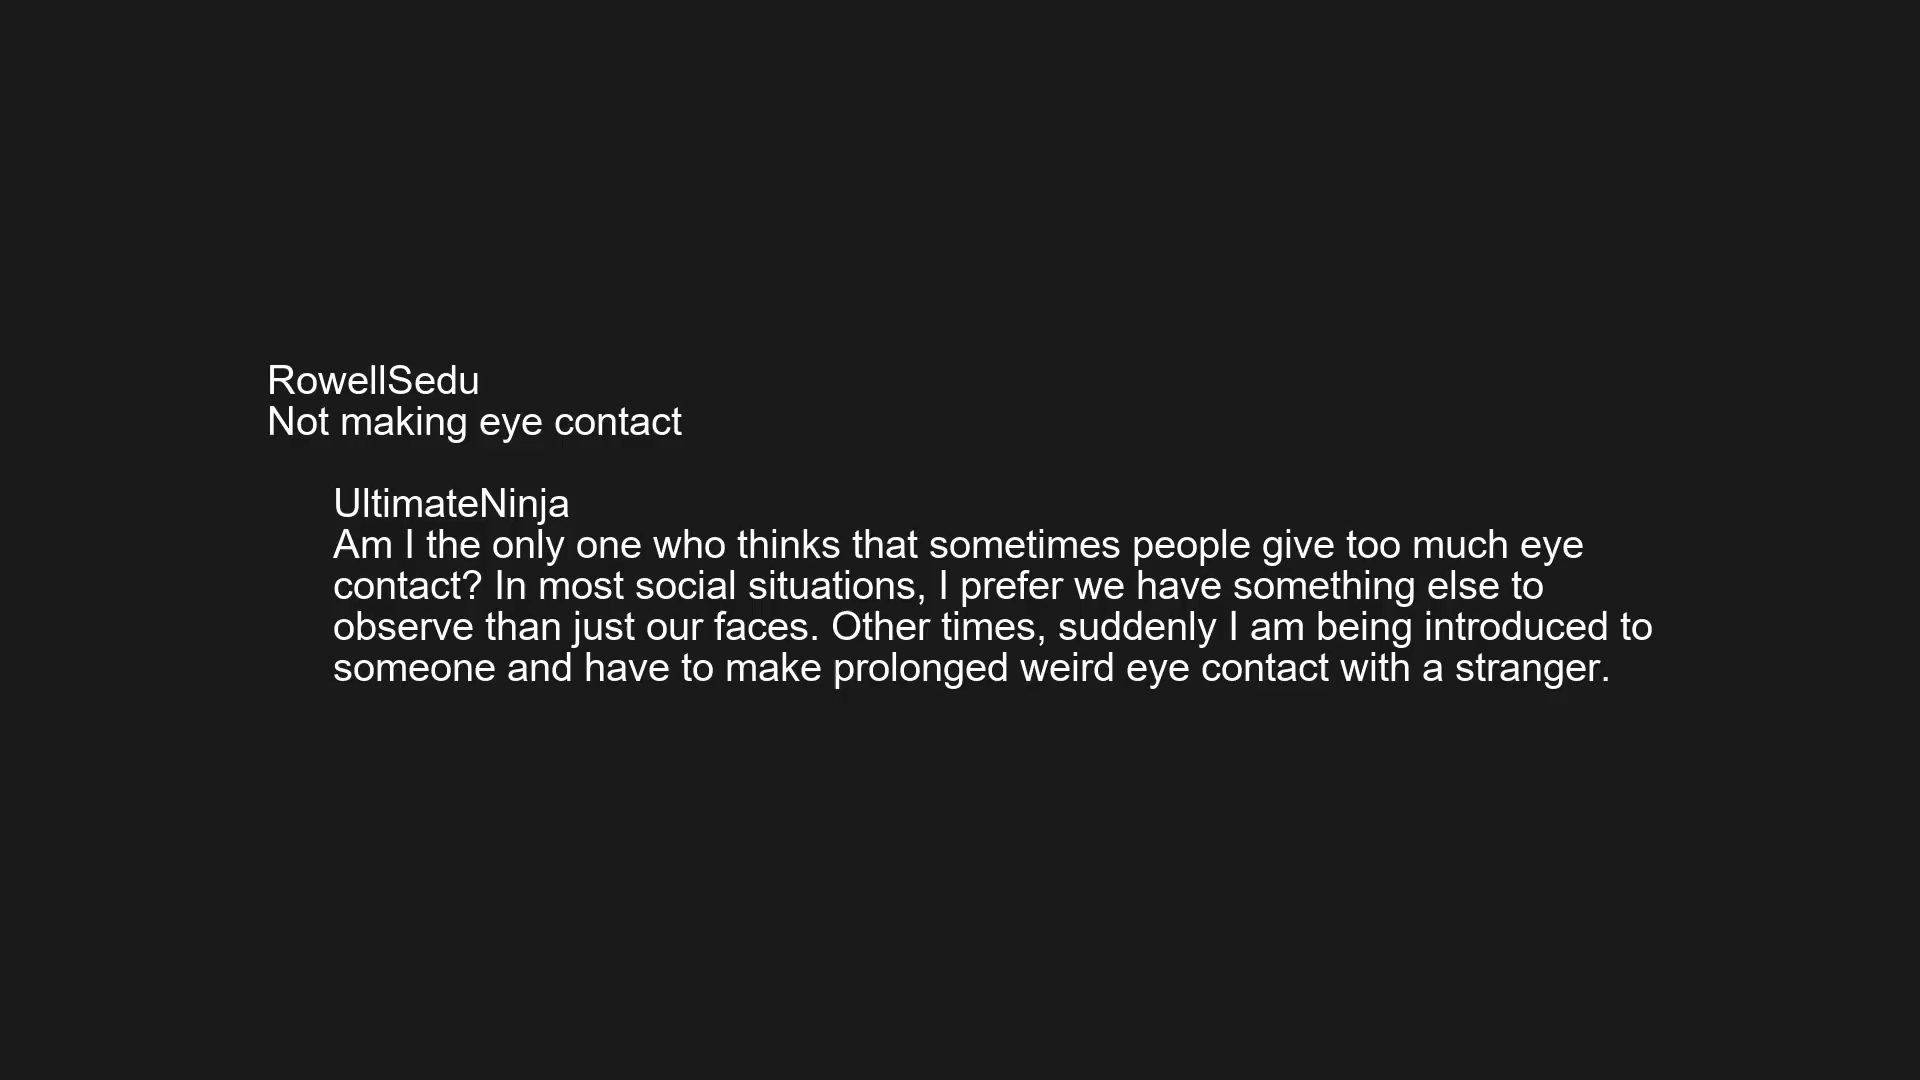 RowellSedu
Not making eye contact
UltimateNinja
Am I the only one who thinks that sometimes people give too much eye
contact? In most social situations, I prefer we have something else to
observe than just our faces. Other times, suddenly I am being introduced to
someone and have to make prolonged weird eye contact with a stranger.